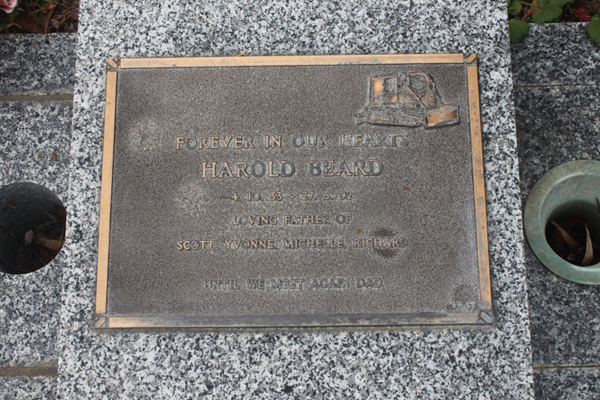 FOREVER IN OUR HEARTS
HAROLD BEARD
LOVING FATHER OF
SCOTT, YVONNE, MICHELLE, RICHARD
UNTIL WE MEET AGAIN DAD